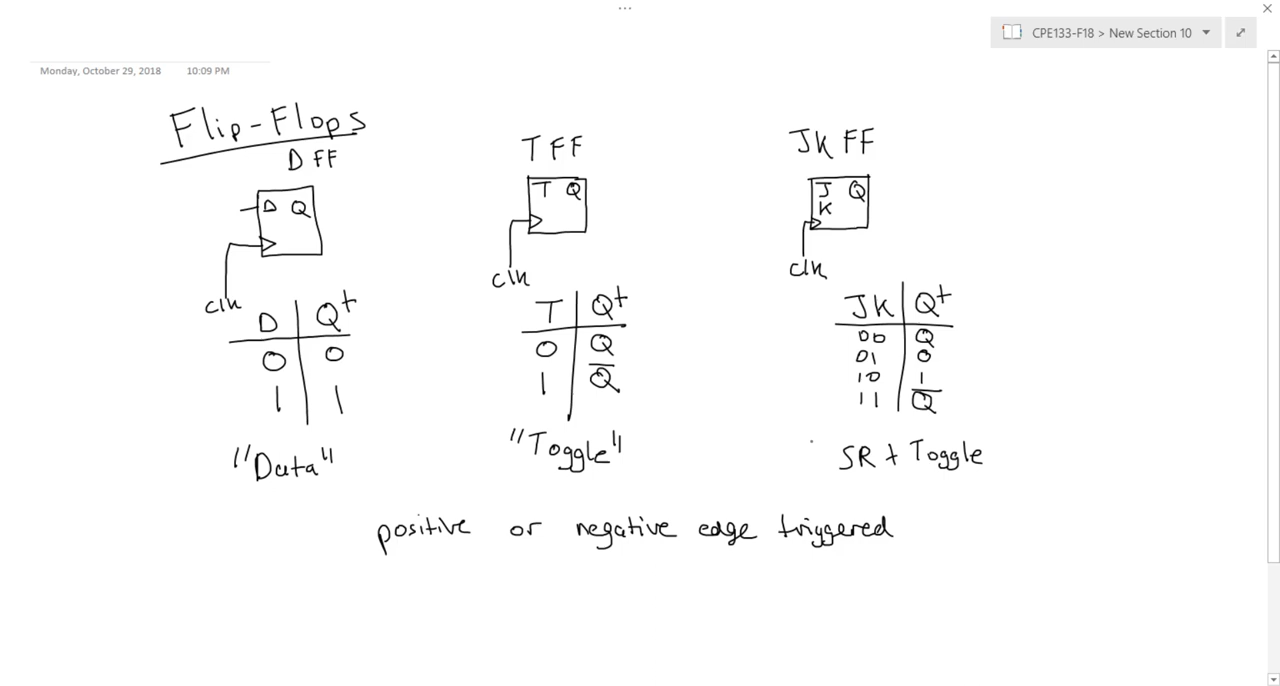 CPE133-F18 > New Section 10
Monday, October 29, 2018 10:09 PM
Flip-Flops
D FF
D Q
clk
D Q+
0 0
1 1
"Data"
T FF
T Q
clk
T Q+
0 Q
1 Q̅
"Toggle"
JK FF
J Q
K
clk
JK Q+
00 Q
01 0
10 1
11 Q̅
SR + Toggle
positive or negative edge triggered